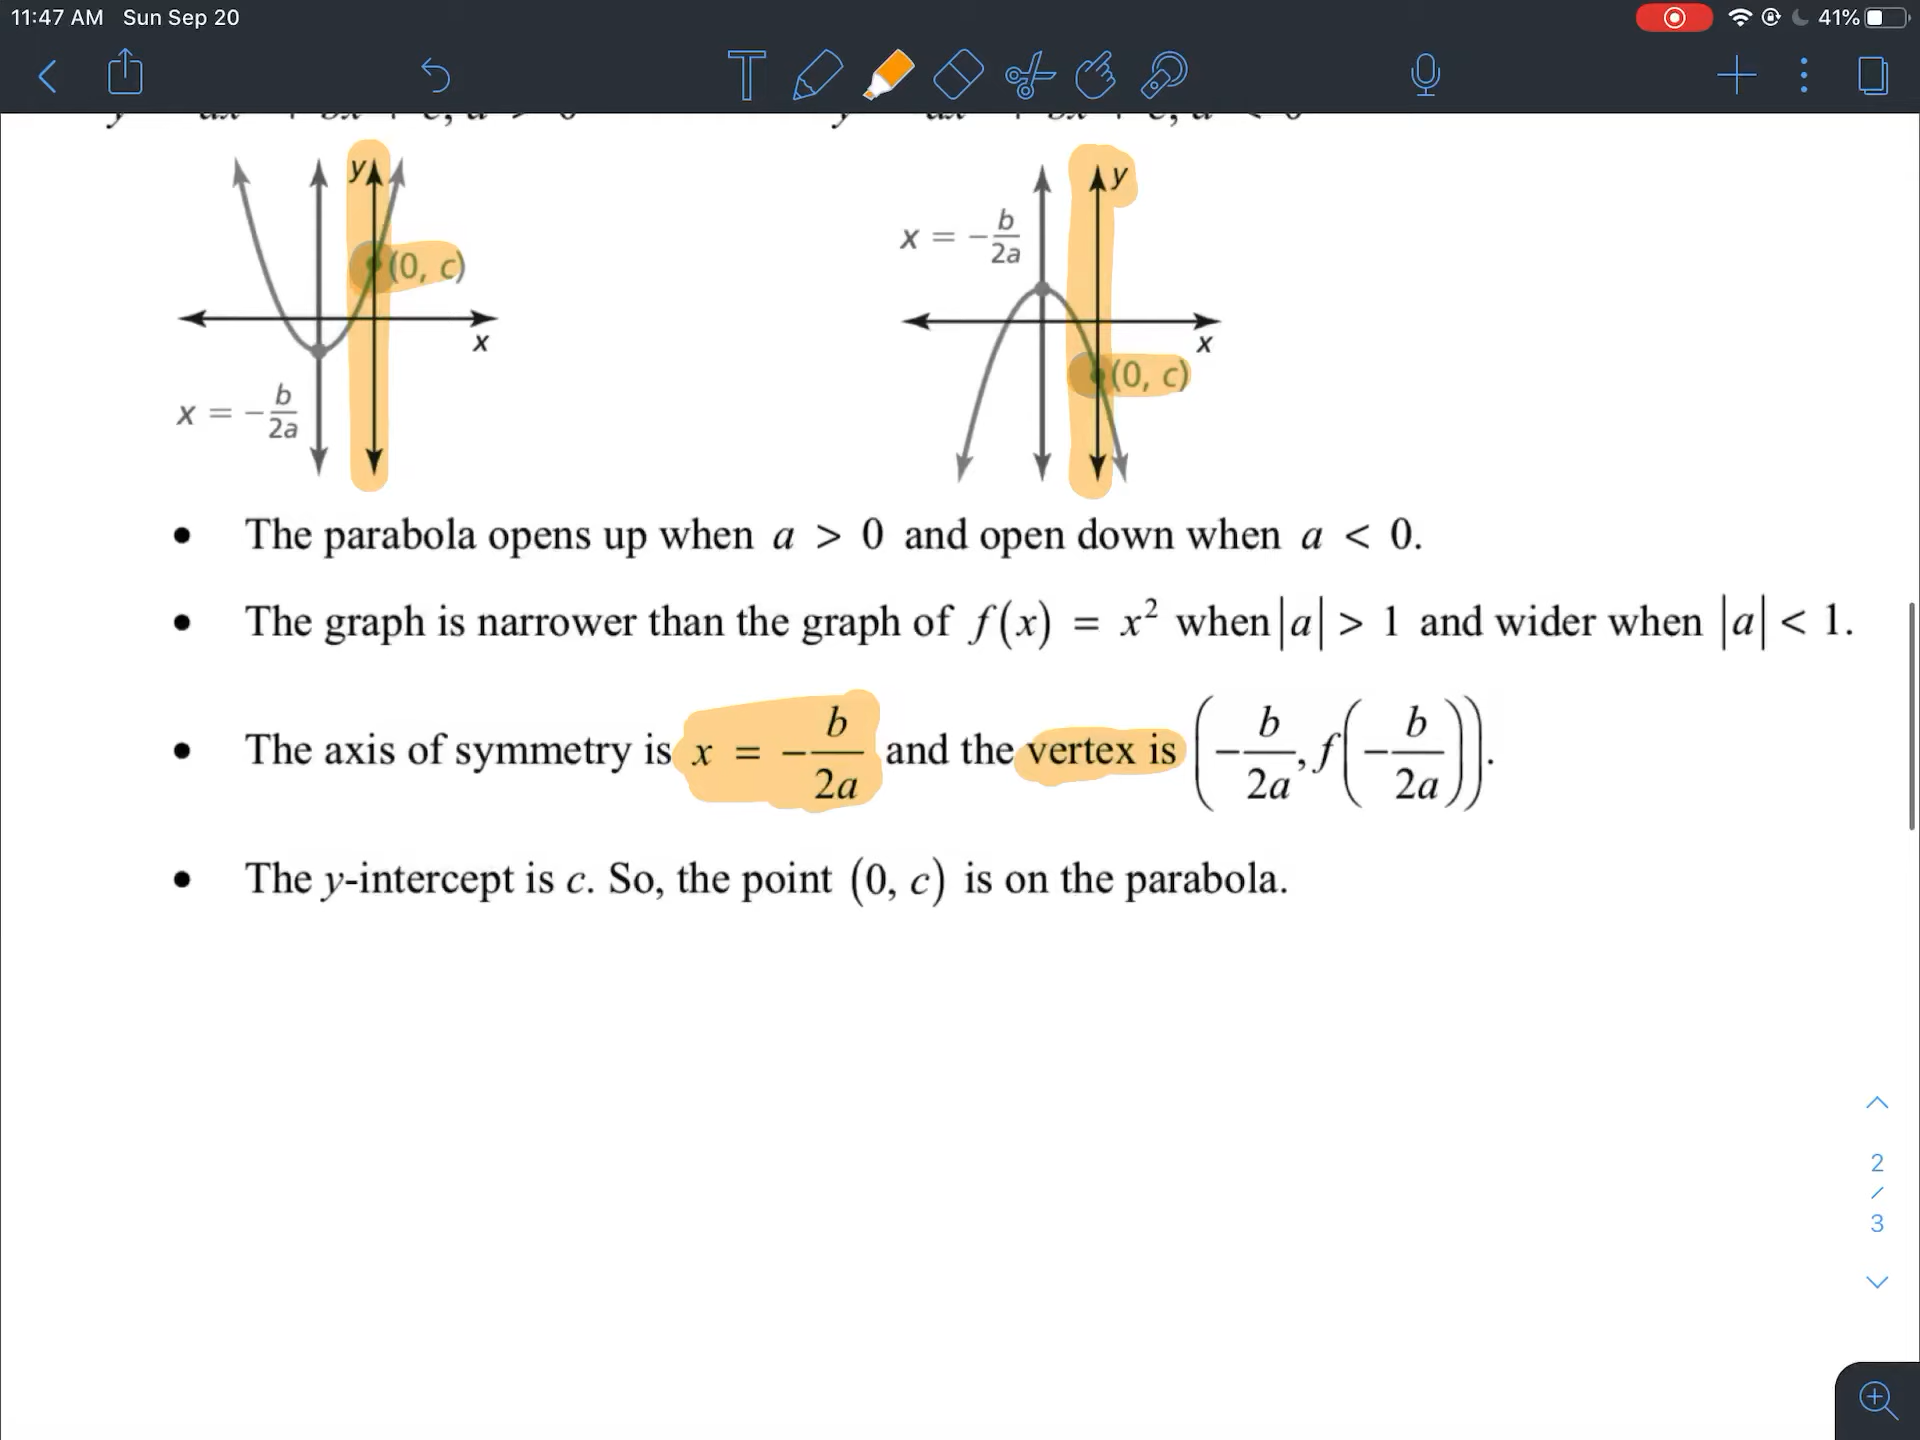 11:47 AM Sun Sep 20
41%
T
y y
(0, c)
x = -b/2a
x x
x = -b/2a
(0, c)
• The parabola opens up when a > 0 and open down when a < 0.
• The graph is narrower than the graph of f(x) = x² when |a| > 1 and wider when |a| < 1.
• The axis of symmetry is x = -b/2a and the vertex is (-b/2a, f(-b/2a)).
• The y-intercept is c. So, the point (0, c) is on the parabola.
2
/
3